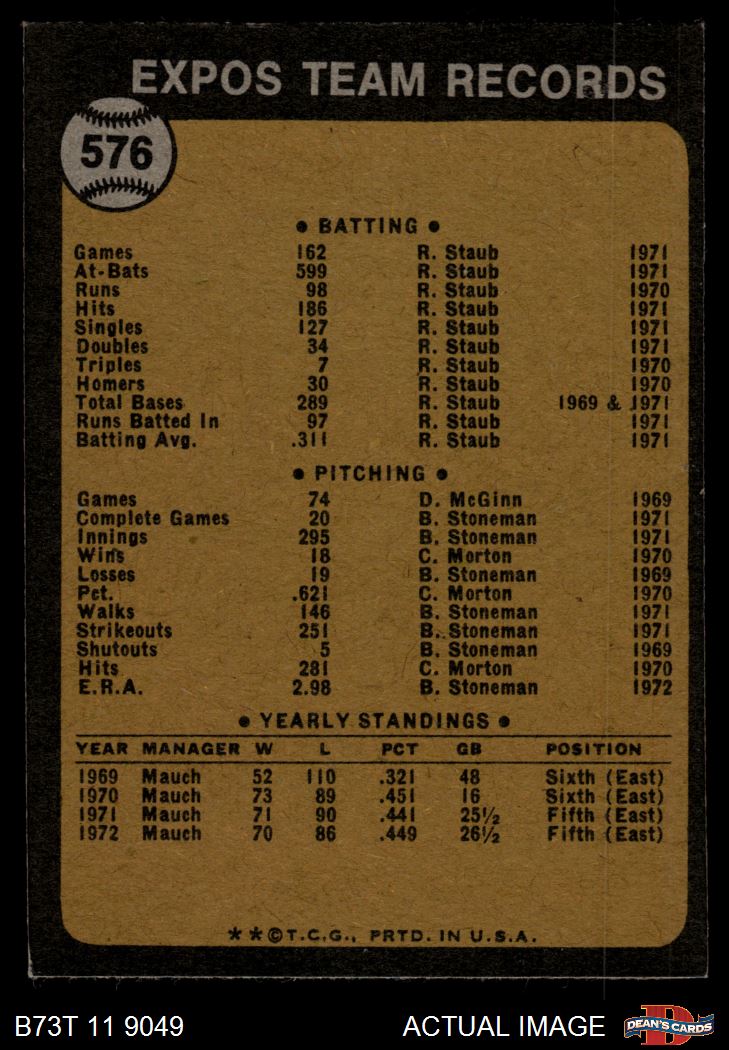 EXPOS TEAM RECORDS
576
• BATTING •
Games 162 R. Staub 1971
At-Bats 599 R. Staub 1971
Runs 98 R. Staub 1970
Hits 186 R. Staub 1971
Singles 127 R. Staub 1971
Doubles 34 R. Staub 1971
Triples 7 R. Staub 1970
Homers 30 R. Staub 1970
Total Bases 289 R. Staub 1969 & 1971
Runs Batted In 97 R. Staub 1971
Batting Avg. .311 R. Staub 1971
• PITCHING •
Games 74 D. McGinn 1969
Complete Games 20 B. Stoneman 1971
Innings 295 B. Stoneman 1971
Wins 18 C. Morton 1970
Losses 19 B. Stoneman 1969
Pct. .621 C. Morton 1970
Walks 146 B. Stoneman 1971
Strikeouts 251 B. Stoneman 1971
Shutouts 5 B. Stoneman 1969
Hits 281 C. Morton 1970
E.R.A. 2.98 B. Stoneman 1972
• YEARLY STANDINGS •
YEAR MANAGER W L PCT GB POSITION
1969 Mauch 52 110 .321 48 Sixth (East)
1970 Mauch 73 89 .451 16 Sixth (East)
1971 Mauch 71 90 .441 25½ Fifth (East)
1972 Mauch 70 86 .449 26½ Fifth (East)
**©T.C.G., PRTD. IN U.S.A.
B73T 11 9049 ACTUAL IMAGE DEAN'S CARDS